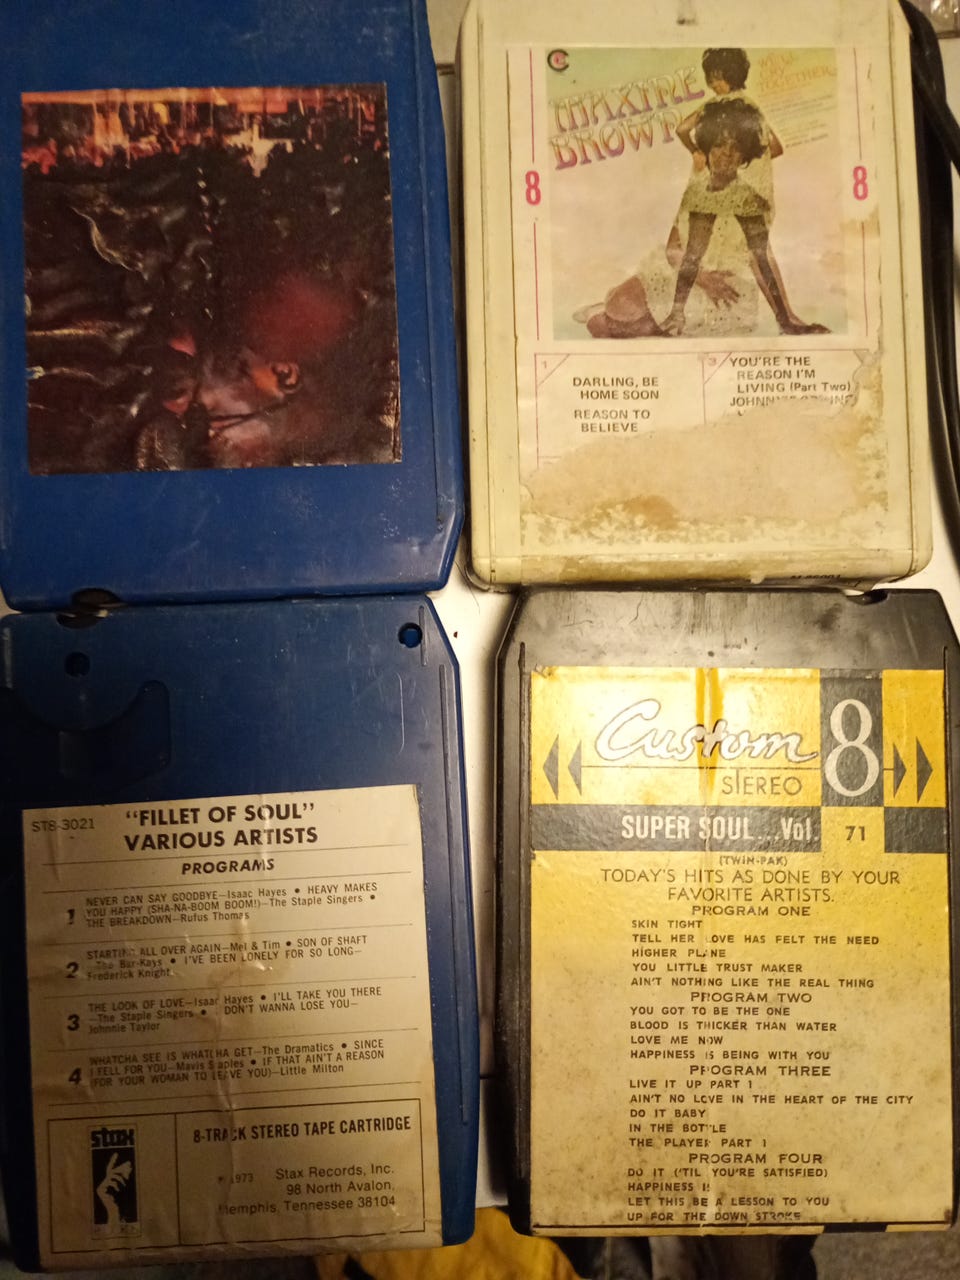 MAXINE
BROWN
WE'LL
CRY
TOGETHER
8
8
1
DARLING, BE
HOME SOON
REASON TO
BELIEVE
3
YOU'RE THE
REASON I'M
LIVING (Part Two)
ST8-3021
"FILLET OF SOUL"
VARIOUS ARTISTS
PROGRAMS
1
NEVER CAN SAY GOODBYE—Isaac Hayes • HEAVY MAKES
YOU HAPPY (SHA-NA-BOOM BOOM!)—The Staple Singers •
THE BREAKDOWN—Rufus Thomas
2
STARTING ALL OVER AGAIN—Mel & Tim • SON OF SHAFT
—The Bar-Kays • I'VE BEEN LONELY FOR SO LONG—
Frederick Knight
3
THE LOOK OF LOVE—Isaac Hayes • I'LL TAKE YOU THERE
—The Staple Singers • I DON'T WANNA LOSE YOU—
Johnnie Taylor
4
WHATCHA SEE IS WHATCHA GET—The Dramatics • SINCE
I FELL FOR YOU—Mavis Staples • IF THAT AIN'T A REASON
(FOR YOUR WOMAN TO LEAVE YOU)—Little Milton
stax
8-TRACK STEREO TAPE CARTRIDGE
1973
Stax Records, Inc.
98 North Avalon,
Memphis, Tennessee 38104
Custom
STEREO
8
SUPER SOUL...Vol. 71
(TWIN-PAK)
TODAY'S HITS AS DONE BY YOUR
FAVORITE ARTISTS.
PROGRAM ONE
SKIN TIGHT
TELL HER LOVE HAS FELT THE NEED
HIGHER PLANE
YOU LITTLE TRUST MAKER
AIN'T NOTHING LIKE THE REAL THING
PROGRAM TWO
YOU GOT TO BE THE ONE
BLOOD IS THICKER THAN WATER
LOVE ME NOW
HAPPINESS IS BEING WITH YOU
PROGRAM THREE
LIVE IT UP PART 1
AIN'T NO LOVE IN THE HEART OF THE CITY
DO IT BABY
IN THE BOTTLE
THE PLAYER PART 1
PROGRAM FOUR
DO IT ('TIL YOU'RE SATISFIED)
HAPPINESS IS
LET THIS BE A LESSON TO YOU
UP FOR THE DOWN STROKE